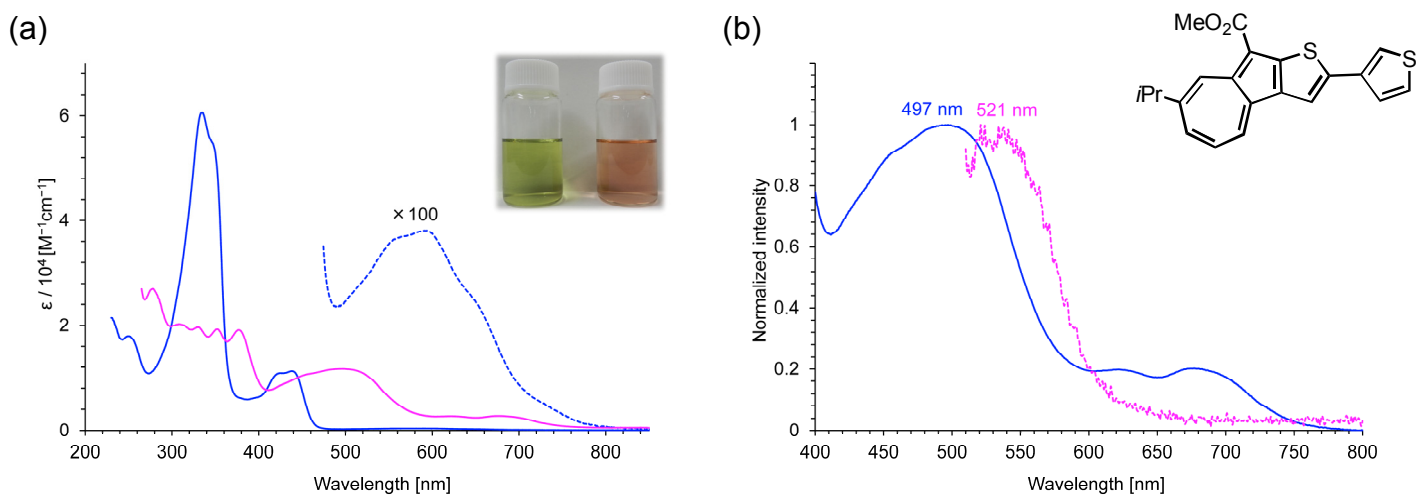 (a)
(b)
MeO₂C
S
S
iPr
497 nm 521 nm
×100
ε / 10⁴ [M⁻¹cm⁻¹]
6
4
2
0
200 300 400 500 600 700 800
Wavelength [nm]
Normalized intensity
1
0.8
0.6
0.4
0.2
0
400 450 500 550 600 650 700 750 800
Wavelength [nm]